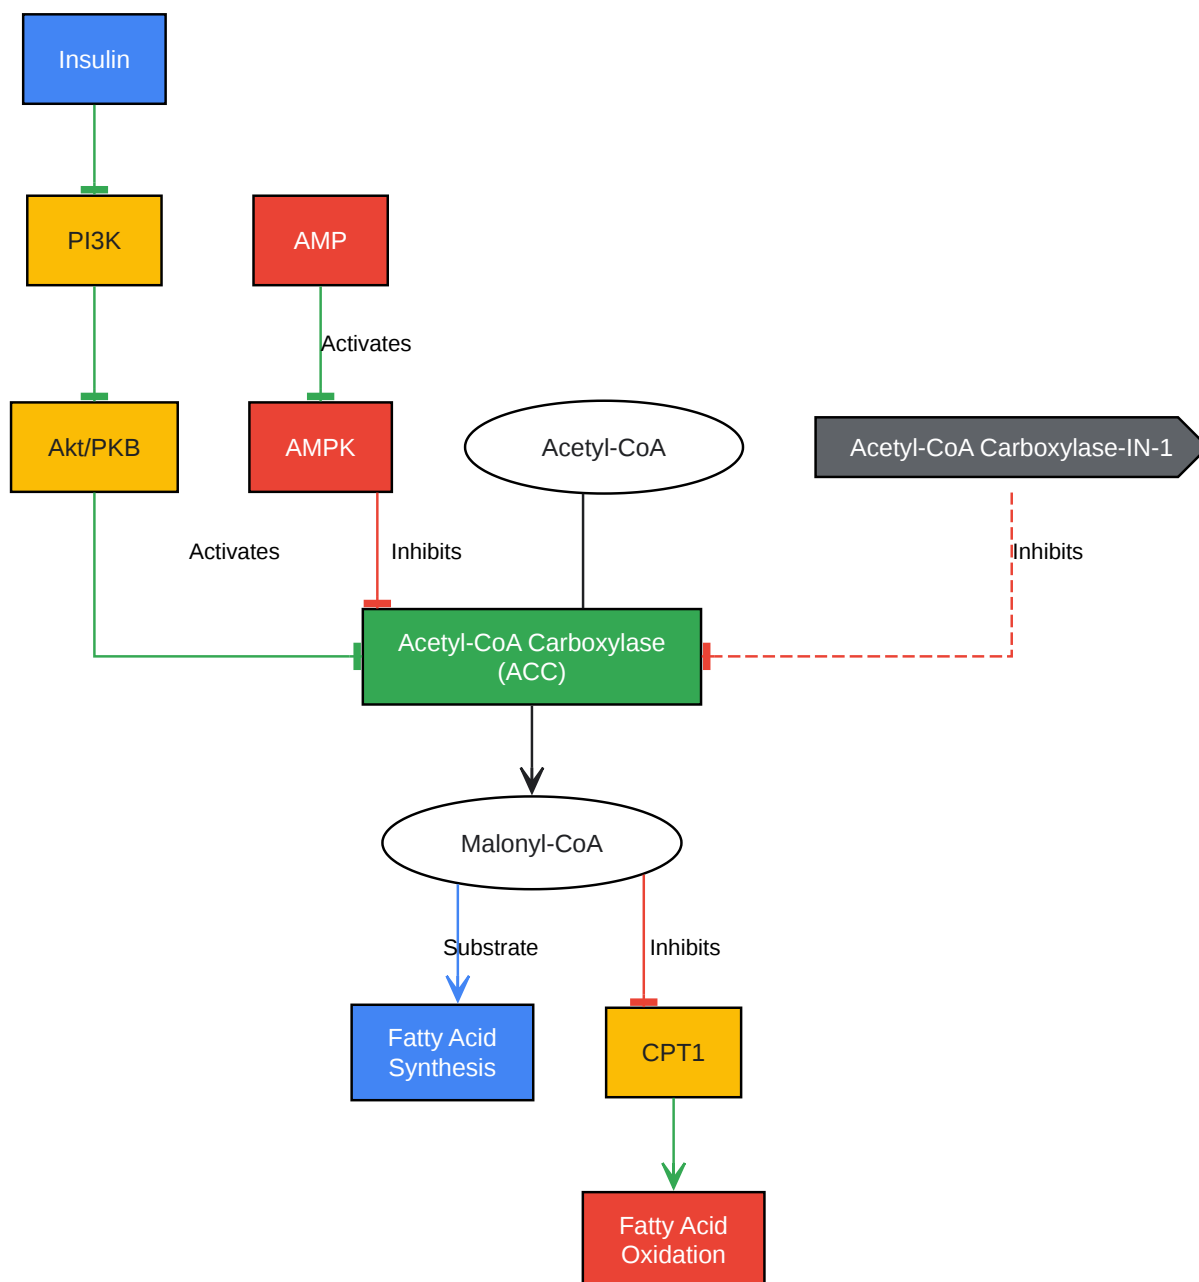 Insulin
PI3K
AMP
Activates
Akt/PKB
AMPK
Acetyl-CoA
Acetyl-CoA Carboxylase-IN-1
Activates
Inhibits
Inhibits
Acetyl-CoA Carboxylase
(ACC)
Malonyl-CoA
Substrate
Inhibits
Fatty Acid
Synthesis
CPT1
Fatty Acid
Oxidation